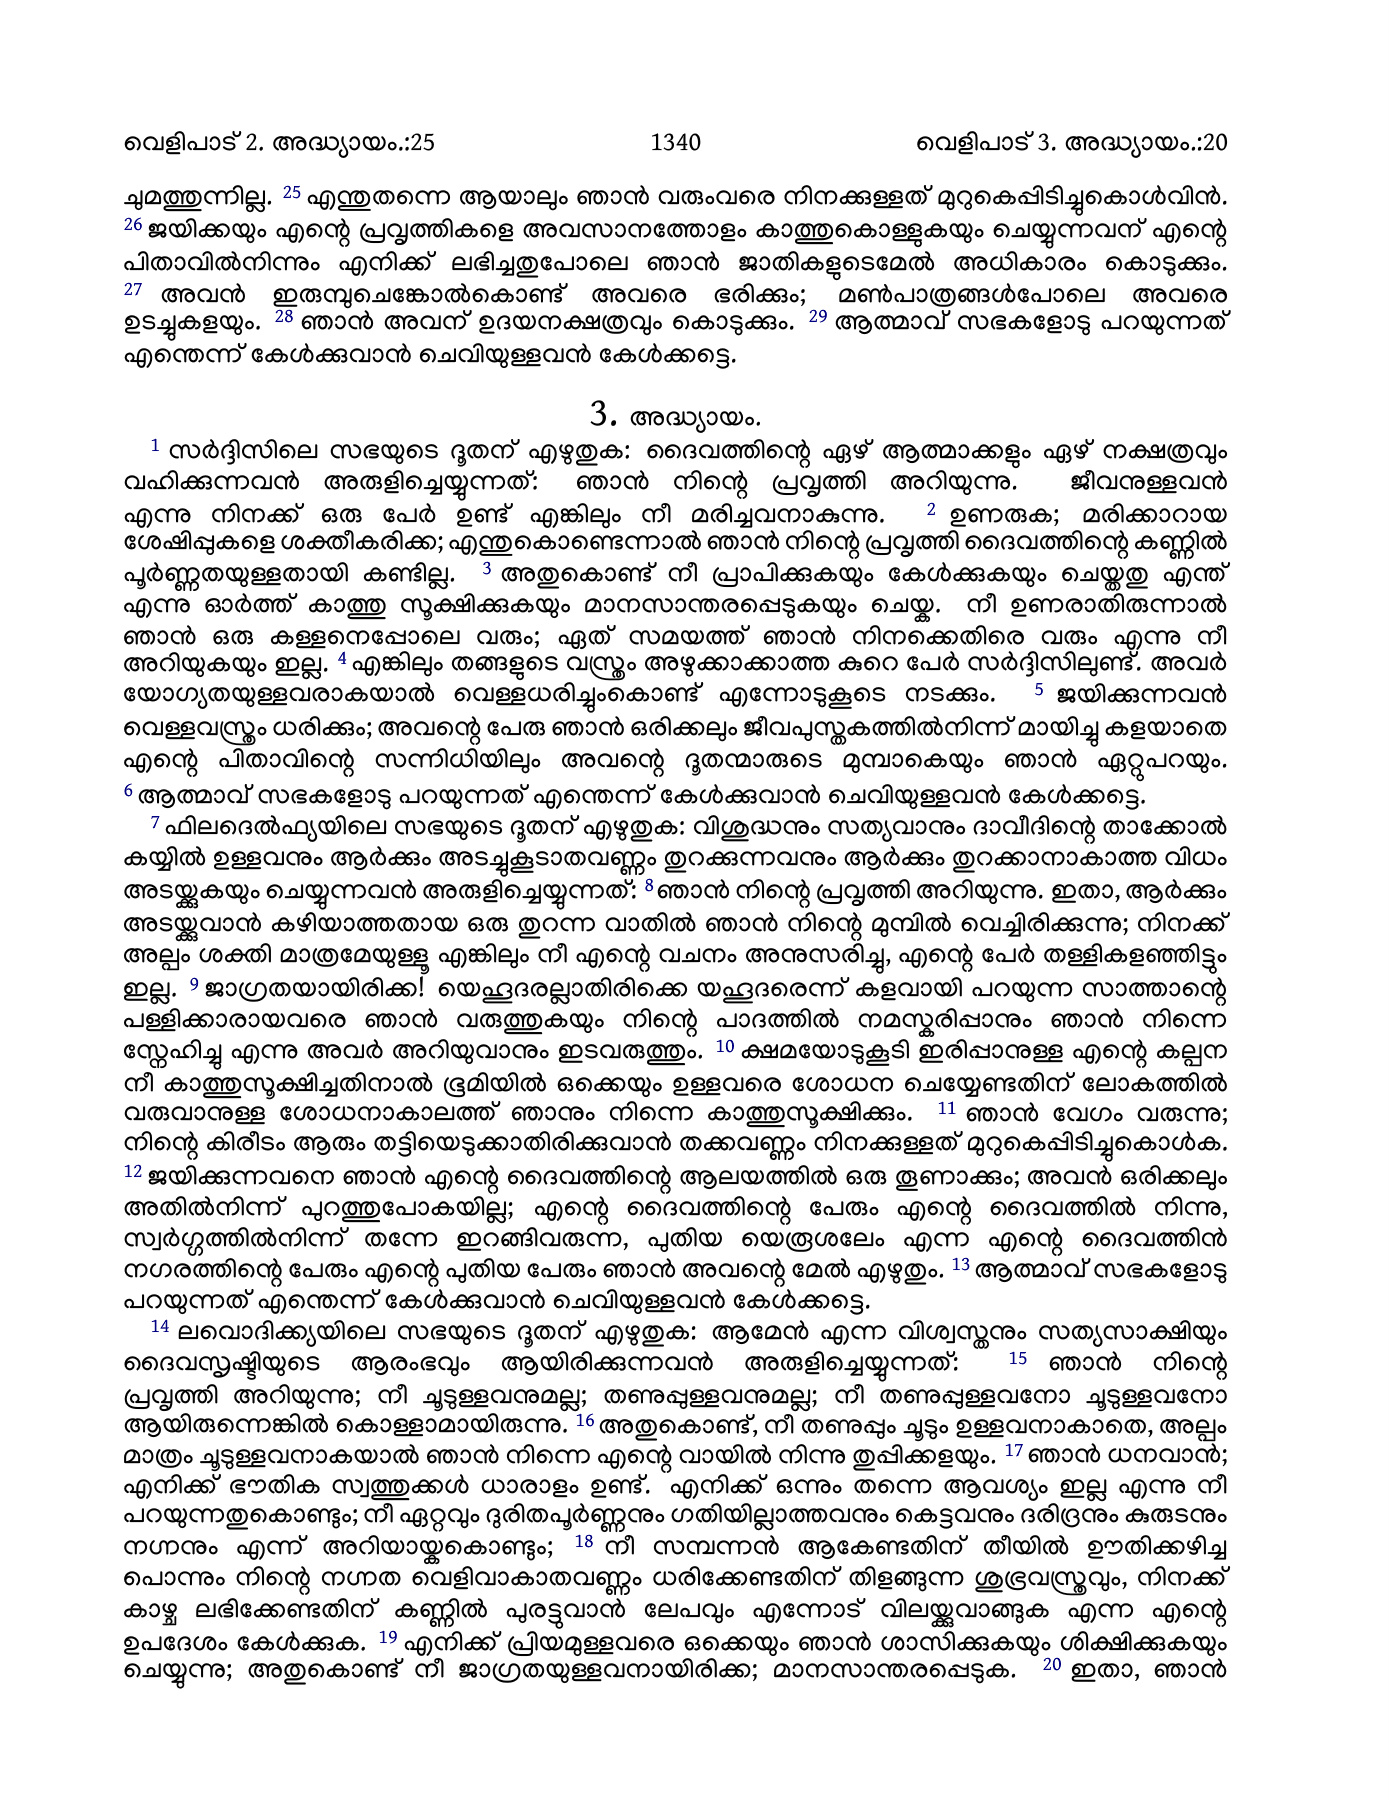 വെളിപാട് 2. അദ്ധ്യായം.:25 1340 വെളിപാട് 3. അദ്ധ്യായം.:20
ചുമത്തുന്നില്ല. 25 എന്തുതന്നെ ആയാലും ഞാൻ വരുംവരെ നിനക്കുള്ളത് മുറുകെപ്പിടിച്ചുകൊൾവിൻ.
26 ജയിക്കയും എന്റെ പ്രവൃത്തികളെ അവസാനത്തോളം കാത്തുകൊള്ളുകയും ചെയ്യുന്നവന് എന്റെ
പിതാവിൽനിന്നും എനിക്ക് ലഭിച്ചതുപോലെ ഞാൻ ജാതികളുടെമേൽ അധികാരം കൊടുക്കും.
27 അവൻ ഇരുമ്പുചെങ്കോൽകൊണ്ട് അവരെ ഭരിക്കും; മൺപാത്രങ്ങൾപോലെ അവരെ
ഉടച്ചുകളയും. 28 ഞാൻ അവന് ഉദയനക്ഷത്രവും കൊടുക്കും. 29 ആത്മാവ് സഭകളോടു പറയുന്നത്
എന്തെന്ന് കേൾക്കുവാൻ ചെവിയുള്ളവൻ കേൾക്കട്ടെ.
3. അദ്ധ്യായം.
1 സർദ്ദിസിലെ സഭയുടെ ദൂതന് എഴുതുക: ദൈവത്തിന്റെ ഏഴ് ആത്മാക്കളും ഏഴ് നക്ഷത്രവും
വഹിക്കുന്നവൻ അരുളിച്ചെയ്യുന്നത്: ഞാൻ നിന്റെ പ്രവൃത്തി അറിയുന്നു. ജീവനുള്ളവൻ
എന്നു നിനക്ക് ഒരു പേർ ഉണ്ട് എങ്കിലും നീ മരിച്ചവനാകുന്നു. 2 ഉണരുക; മരിക്കാറായ
ശേഷിപ്പുകളെ ശക്തീകരിക്ക; എന്തുകൊണ്ടെന്നാൽ ഞാൻ നിന്റെ പ്രവൃത്തി ദൈവത്തിന്റെ കണ്ണിൽ
പൂർണ്ണതയുള്ളതായി കണ്ടില്ല. 3 അതുകൊണ്ട് നീ പ്രാപിക്കുകയും കേൾക്കുകയും ചെയ്തതു എന്ത്
എന്നു ഓർത്ത് കാത്തു സൂക്ഷിക്കുകയും മാനസാന്തരപ്പെടുകയും ചെയ്ക. നീ ഉണരാതിരുന്നാൽ
ഞാൻ ഒരു കള്ളനെപ്പോലെ വരും; ഏത് സമയത്ത് ഞാൻ നിനക്കെതിരെ വരും എന്നു നീ
അറിയുകയും ഇല്ല. 4 എങ്കിലും തങ്ങളുടെ വസ്ത്രം അഴുക്കാക്കാത്ത കുറെ പേർ സർദ്ദിസിലുണ്ട്. അവർ
യോഗ്യതയുള്ളവരാകയാൽ വെള്ളധരിച്ചുംകൊണ്ട് എന്നോടുകൂടെ നടക്കും. 5 ജയിക്കുന്നവൻ
വെള്ളവസ്ത്രം ധരിക്കും; അവന്റെ പേരു ഞാൻ ഒരിക്കലും ജീവപുസ്തകത്തിൽനിന്ന് മായിച്ചു കളയാതെ
എന്റെ പിതാവിന്റെ സന്നിധിയിലും അവന്റെ ദൂതന്മാരുടെ മുമ്പാകെയും ഞാൻ ഏറ്റുപറയും.
6 ആത്മാവ് സഭകളോടു പറയുന്നത് എന്തെന്ന് കേൾക്കുവാൻ ചെവിയുള്ളവൻ കേൾക്കട്ടെ.
7 ഫിലദെൽഫ്യയിലെ സഭയുടെ ദൂതന് എഴുതുക: വിശുദ്ധനും സത്യവാനും ദാവീദിന്റെ താക്കോൽ
കയ്യിൽ ഉള്ളവനും ആർക്കും അടച്ചുകൂടാതവണ്ണം തുറക്കുന്നവനും ആർക്കും തുറക്കാനാകാത്ത വിധം
അടയ്ക്കുകയും ചെയ്യുന്നവൻ അരുളിച്ചെയ്യുന്നത്: 8 ഞാൻ നിന്റെ പ്രവൃത്തി അറിയുന്നു. ഇതാ, ആർക്കും
അടയ്ക്കുവാൻ കഴിയാത്തതായ ഒരു തുറന്ന വാതിൽ ഞാൻ നിന്റെ മുമ്പിൽ വെച്ചിരിക്കുന്നു; നിനക്ക്
അല്പം ശക്തി മാത്രമേയുള്ളൂ എങ്കിലും നീ എന്റെ വചനം അനുസരിച്ചു, എന്റെ പേർ തള്ളികളഞ്ഞിട്ടും
ഇല്ല. 9 ജാഗ്രതയായിരിക്ക! യെഹൂദരല്ലാതിരിക്കെ യഹൂദരെന്ന് കളവായി പറയുന്ന സാത്താന്റെ
പള്ളിക്കാരായവരെ ഞാൻ വരുത്തുകയും നിന്റെ പാദത്തിൽ നമസ്കരിപ്പാനും ഞാൻ നിന്നെ
സ്നേഹിച്ചു എന്നു അവർ അറിയുവാനും ഇടവരുത്തും. 10 ക്ഷമയോടുകൂടി ഇരിപ്പാനുള്ള എന്റെ കല്പന
നീ കാത്തുസൂക്ഷിച്ചതിനാൽ ഭൂമിയിൽ ഒക്കെയും ഉള്ളവരെ ശോധന ചെയ്യേണ്ടതിന് ലോകത്തിൽ
വരുവാനുള്ള ശോധനാകാലത്ത് ഞാനും നിന്നെ കാത്തുസൂക്ഷിക്കും. 11 ഞാൻ വേഗം വരുന്നു;
നിന്റെ കിരീടം ആരും തട്ടിയെടുക്കാതിരിക്കുവാൻ തക്കവണ്ണം നിനക്കുള്ളത് മുറുകെപ്പിടിച്ചുകൊൾക.
12 ജയിക്കുന്നവനെ ഞാൻ എന്റെ ദൈവത്തിന്റെ ആലയത്തിൽ ഒരു തൂണാക്കും; അവൻ ഒരിക്കലും
അതിൽനിന്ന് പുറത്തുപോകയില്ല; എന്റെ ദൈവത്തിന്റെ പേരും എന്റെ ദൈവത്തിൽ നിന്നു,
സ്വർഗ്ഗത്തിൽനിന്ന് തന്നേ ഇറങ്ങിവരുന്ന, പുതിയ യെരൂശലേം എന്ന എന്റെ ദൈവത്തിൻ
നഗരത്തിന്റെ പേരും എന്റെ പുതിയ പേരും ഞാൻ അവന്റെ മേൽ എഴുതും. 13 ആത്മാവ് സഭകളോടു
പറയുന്നത് എന്തെന്ന് കേൾക്കുവാൻ ചെവിയുള്ളവൻ കേൾക്കട്ടെ.
14 ലവൊദിക്ക്യയിലെ സഭയുടെ ദൂതന് എഴുതുക: ആമേൻ എന്ന വിശ്വസ്തനും സത്യസാക്ഷിയും
ദൈവസൃഷ്ടിയുടെ ആരംഭവും ആയിരിക്കുന്നവൻ അരുളിച്ചെയ്യുന്നത്: 15 ഞാൻ നിന്റെ
പ്രവൃത്തി അറിയുന്നു; നീ ചൂടുള്ളവനുമല്ല; തണുപ്പുള്ളവനുമല്ല; നീ തണുപ്പുള്ളവനോ ചൂടുള്ളവനോ
ആയിരുന്നെങ്കിൽ കൊള്ളാമായിരുന്നു. 16 അതുകൊണ്ട്, നീ തണുപ്പും ചൂടും ഉള്ളവനാകാതെ, അല്പം
മാത്രം ചൂടുള്ളവനാകയാൽ ഞാൻ നിന്നെ എന്റെ വായിൽ നിന്നു തുപ്പിക്കളയും. 17 ഞാൻ ധനവാൻ;
എനിക്ക് ഭൗതിക സ്വത്തുക്കൾ ധാരാളം ഉണ്ട്. എനിക്ക് ഒന്നും തന്നെ ആവശ്യം ഇല്ല എന്നു നീ
പറയുന്നതുകൊണ്ടും; നീ ഏറ്റവും ദുരിതപൂർണ്ണനും ഗതിയില്ലാത്തവനും കെട്ടവനും ദരിദ്രനും കുരുടനും
നഗ്നനും എന്ന് അറിയായ്കകൊണ്ടും; 18 നീ സമ്പന്നൻ ആകേണ്ടതിന് തീയിൽ ഊതിക്കഴിച്ച
പൊന്നും നിന്റെ നഗ്നത വെളിവാകാതവണ്ണം ധരിക്കേണ്ടതിന് തിളങ്ങുന്ന ശുഭ്രവസ്ത്രവും, നിനക്ക്
കാഴ്ച ലഭിക്കേണ്ടതിന് കണ്ണിൽ പുരട്ടുവാൻ ലേപവും എന്നോട് വിലയ്ക്കുവാങ്ങുക എന്ന എന്റെ
ഉപദേശം കേൾക്കുക. 19 എനിക്ക് പ്രിയമുള്ളവരെ ഒക്കെയും ഞാൻ ശാസിക്കുകയും ശിക്ഷിക്കുകയും
ചെയ്യുന്നു; അതുകൊണ്ട് നീ ജാഗ്രതയുള്ളവനായിരിക്ക; മാനസാന്തരപ്പെടുക. 20 ഇതാ, ഞാൻ